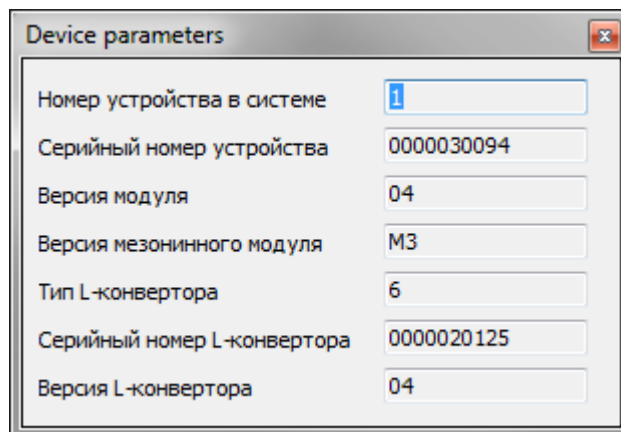 Device parameters
Номер устройства в системе 1
Серийный номер устройства 0000030094
Версия модуля 04
Версия мезонинного модуля М3
Тип L-конвертора 6
Серийный номер L-конвертора 0000020125
Версия L-конвертора 04